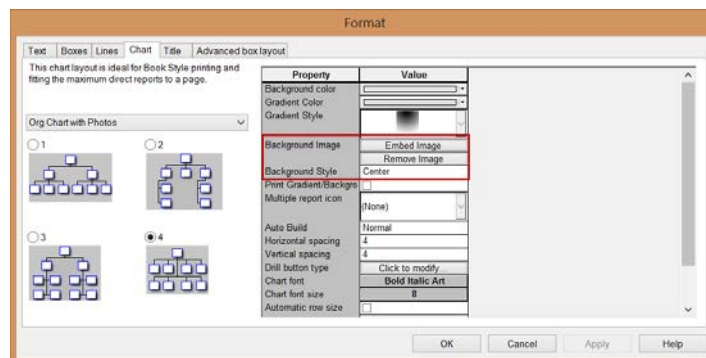 Format
Text Boxes Lines Chart Title Advanced box layout
This chart layout is ideal for Book Style printing and
fitting the maximum direct reports to a page.
Org Chart with Photos
1 2
3 4
Property Value
Background color
Gradient Color
Gradient Style
Background Image Embed Image
Remove Image
Background Style Center
Print Gradient/Backgro
Multiple report icon (None)
Auto Build Normal
Horizontal spacing 4
Vertical spacing 4
Drill button type Click to modify...
Chart font Bold Italic Art
Chart font size 8
Automatic row size
OK Cancel Apply Help